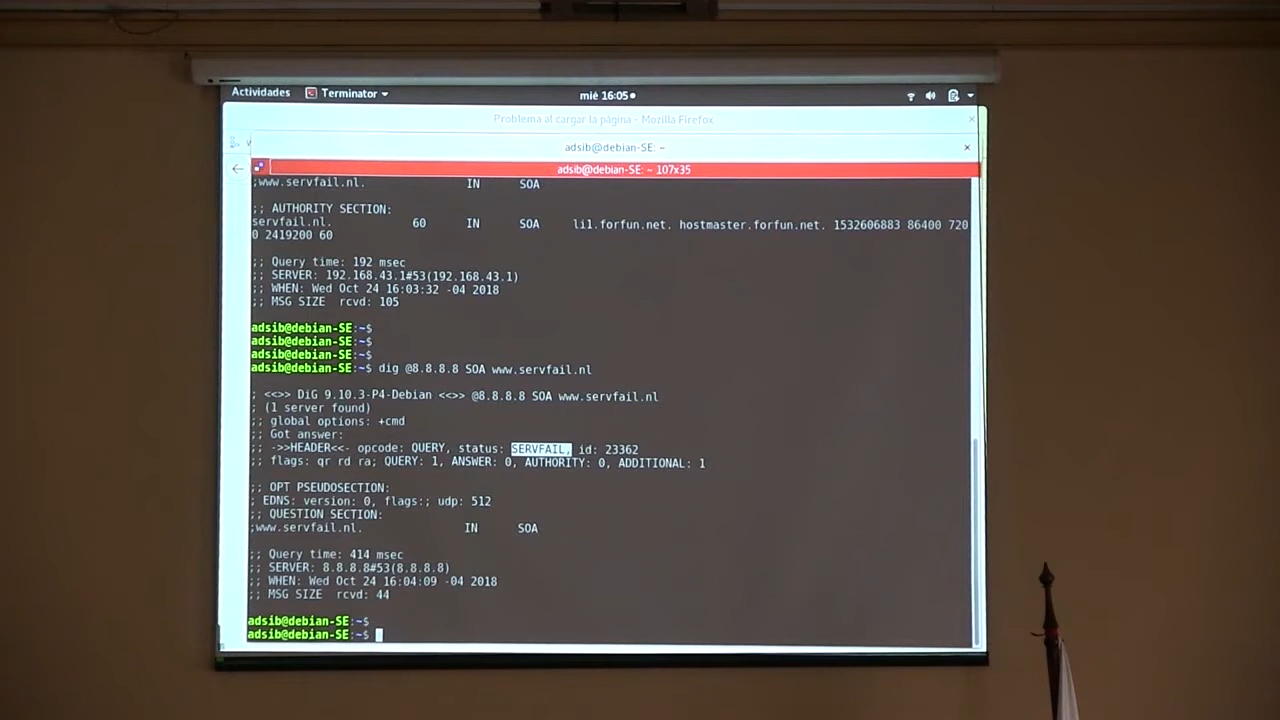 Actividades Terminator mié 16:05
Problema al cargar la página - Mozilla Firefox
adsib@debian-SE: ~
adsib@debian-SE: ~ 107x35
;www.servfail.nl. IN SOA
;; AUTHORITY SECTION:
servfail.nl. 60 IN SOA li1.forfun.net. hostmaster.forfun.net. 1532606883 86400 720
0 2419200 60
;; Query time: 192 msec
;; SERVER: 192.168.43.1#53(192.168.43.1)
;; WHEN: Wed Oct 24 16:03:32 -04 2018
;; MSG SIZE rcvd: 105
adsib@debian-SE:~$
adsib@debian-SE:~$
adsib@debian-SE:~$
adsib@debian-SE:~$ dig @8.8.8.8 SOA www.servfail.nl
; <<>> DiG 9.10.3-P4-Debian <<>> @8.8.8.8 SOA www.servfail.nl
; (1 server found)
;; global options: +cmd
;; Got answer:
;; ->>HEADER<<- opcode: QUERY, status: SERVFAIL, id: 23362
;; flags: qr rd ra; QUERY: 1, ANSWER: 0, AUTHORITY: 0, ADDITIONAL: 1
;; OPT PSEUDOSECTION:
; EDNS: version: 0, flags:; udp: 512
;; QUESTION SECTION:
;www.servfail.nl. IN SOA
;; Query time: 414 msec
;; SERVER: 8.8.8.8#53(8.8.8.8)
;; WHEN: Wed Oct 24 16:04:09 -04 2018
;; MSG SIZE rcvd: 44
adsib@debian-SE:~$
adsib@debian-SE:~$